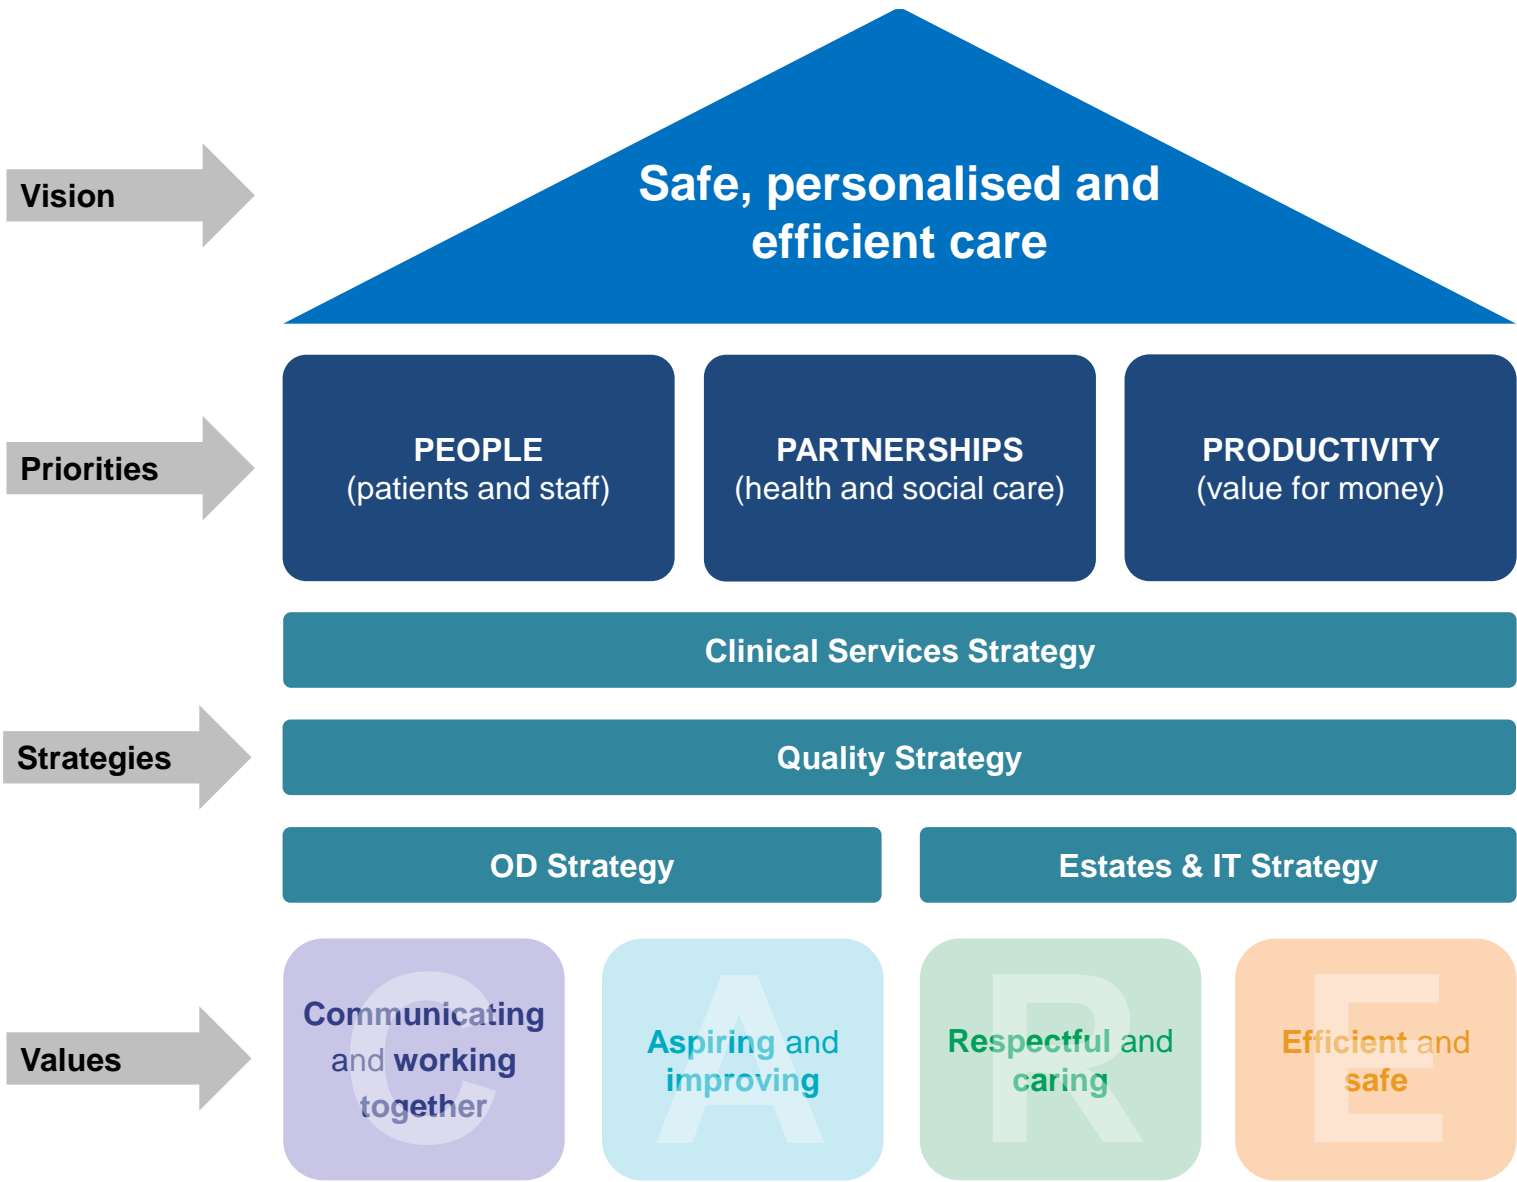 Vision
Safe, personalised and
efficient care
Priorities
PEOPLE
(patients and staff)
PARTNERSHIPS
(health and social care)
PRODUCTIVITY
(value for money)
Clinical Services Strategy
Strategies
Quality Strategy
OD Strategy
Estates & IT Strategy
Values
C
Communicating
and working
together
A
Aspiring and
improving
R
Respectful and
caring
E
Efficient and
safe